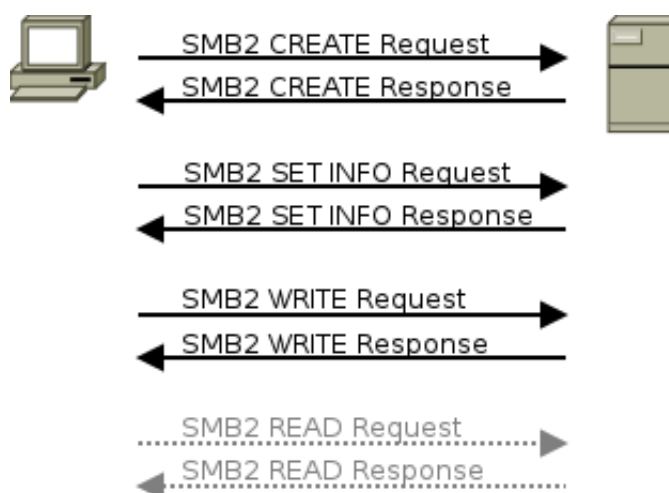 SMB2 CREATE Request
SMB2 CREATE Response
SMB2 SET INFO Request
SMB2 SET INFO Response
SMB2 WRITE Request
SMB2 WRITE Response
SMB2 READ Request
SMB2 READ Response